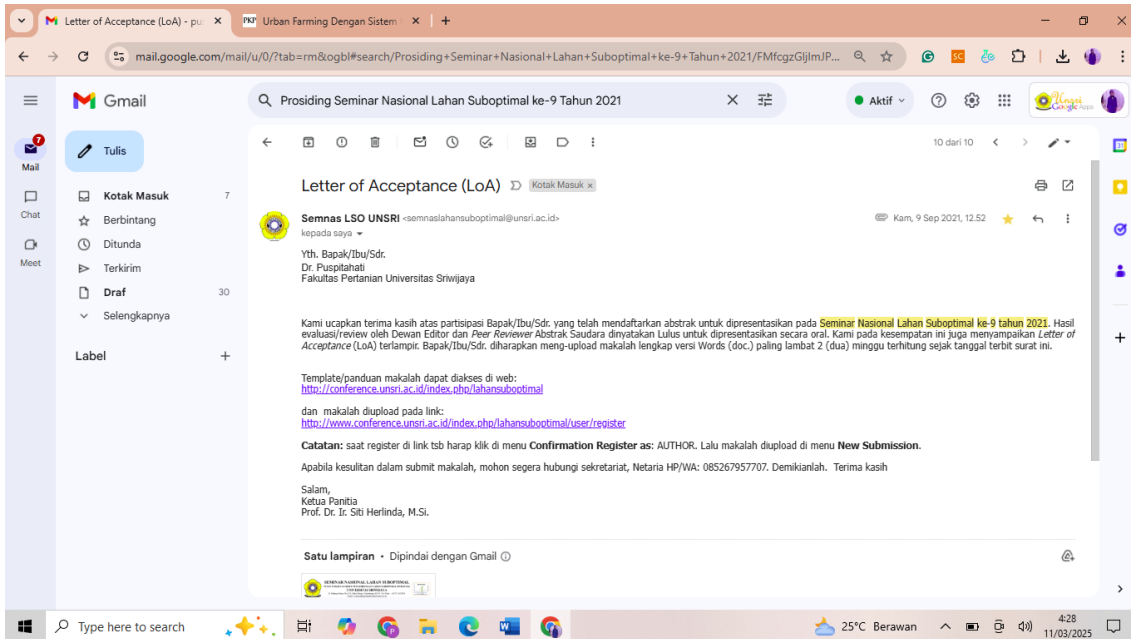 Letter of Acceptance (LoA) - pu
PKP Urban Farming Dengan Sistem
mail.google.com/mail/u/0/?tab=rm&ogbl#search/Prosiding+Seminar+Nasional+Lahan+Suboptimal+ke-9+Tahun+2021/FMfcgzGljlmJP...
Gmail
Prosiding Seminar Nasional Lahan Suboptimal ke-9 Tahun 2021
Aktif
7
Mail
Chat
Meet
Tulis
10 dari 10
Kotak Masuk 7
Berbintang
Ditunda
Terkirim
Draf 30
Selengkapnya
Label
Letter of Acceptance (LoA) Kotak Masuk x
Semnas LSO UNSRI <semnaslahansuboptimal@unsri.ac.id> Kam, 9 Sep 2021, 12.52
kepada saya
Yth. Bapak/Ibu/Sdr.
Dr. Puspitahati
Fakultas Pertanian Universitas Sriwijaya
Kami ucapkan terima kasih atas partisipasi Bapak/Ibu/Sdr. yang telah mendaftarkan abstrak untuk dipresentasikan pada Seminar Nasional Lahan Suboptimal ke-9 tahun 2021. Hasil
evaluasi/review oleh Dewan Editor dan Peer Reviewer Abstrak Saudara dinyatakan Lulus untuk dipresentasikan secara oral. Kami pada kesempatan ini juga menyampaikan Letter of
Acceptance (LoA) terlampir. Bapak/Ibu/Sdr. diharapkan meng-upload makalah lengkap versi Words (doc.) paling lambat 2 (dua) minggu terhitung sejak tanggal terbit surat ini.
Template/panduan makalah dapat diakses di web:
http://conference.unsri.ac.id/index.php/lahansuboptimal
dan makalah diupload pada link:
http://www.conference.unsri.ac.id/index.php/lahansuboptimal/user/register
Catatan: saat register di link tsb harap klik di menu Confirmation Register as: AUTHOR. Lalu makalah diupload di menu New Submission.
Apabila kesulitan dalam submit makalah, mohon segera hubungi sekretariat, Netaria HP/WA: 085267957707. Demikianlah. Terima kasih
Salam,
Ketua Panitia
Prof. Dr. Ir. Siti Herlinda, M.Si.
Satu lampiran • Dipindai dengan Gmail
SEMINAR NASIONAL LAHAN SUBOPTIMAL
Type here to search
25°C Berawan
4:28
11/03/2025